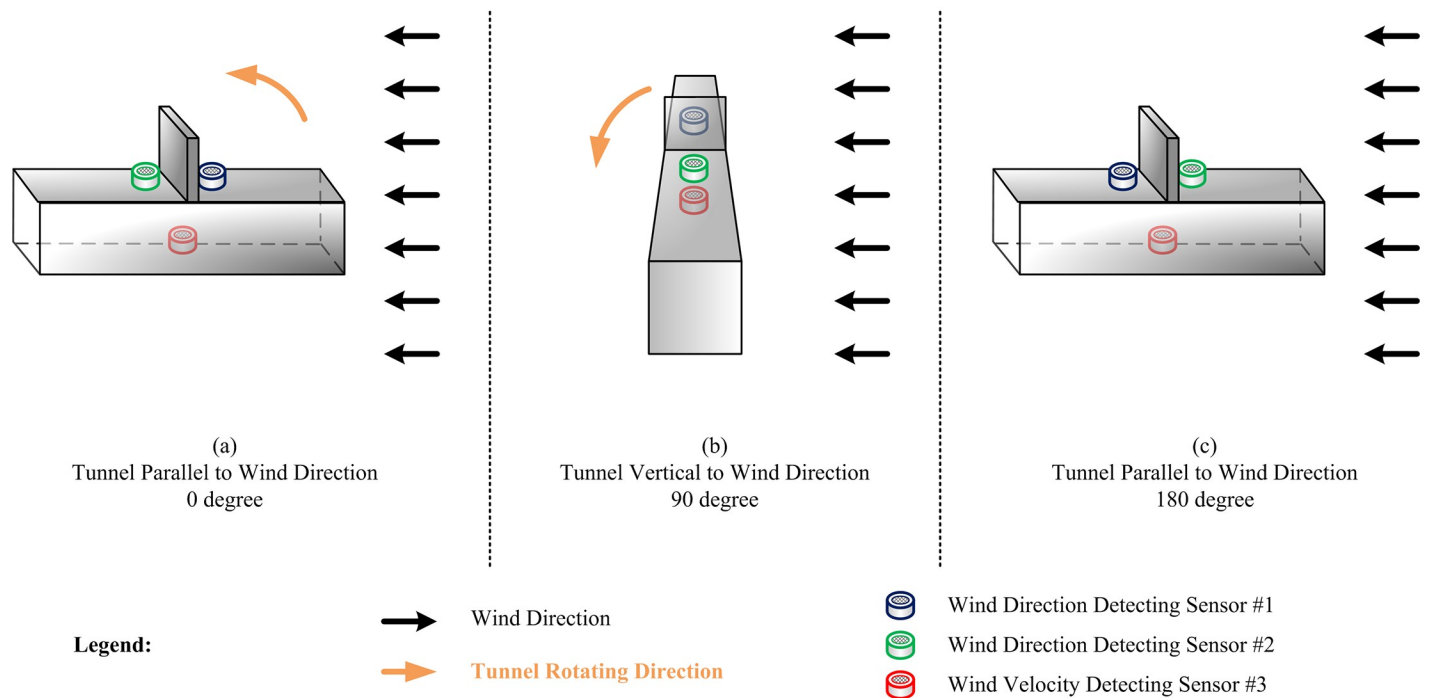 (a)
Tunnel Parallel to Wind Direction
0 degree
(b)
Tunnel Vertical to Wind Direction
90 degree
(c)
Tunnel Parallel to Wind Direction
180 degree
Legend:
Wind Direction
Tunnel Rotating Direction
Wind Direction Detecting Sensor #1
Wind Direction Detecting Sensor #2
Wind Velocity Detecting Sensor #3